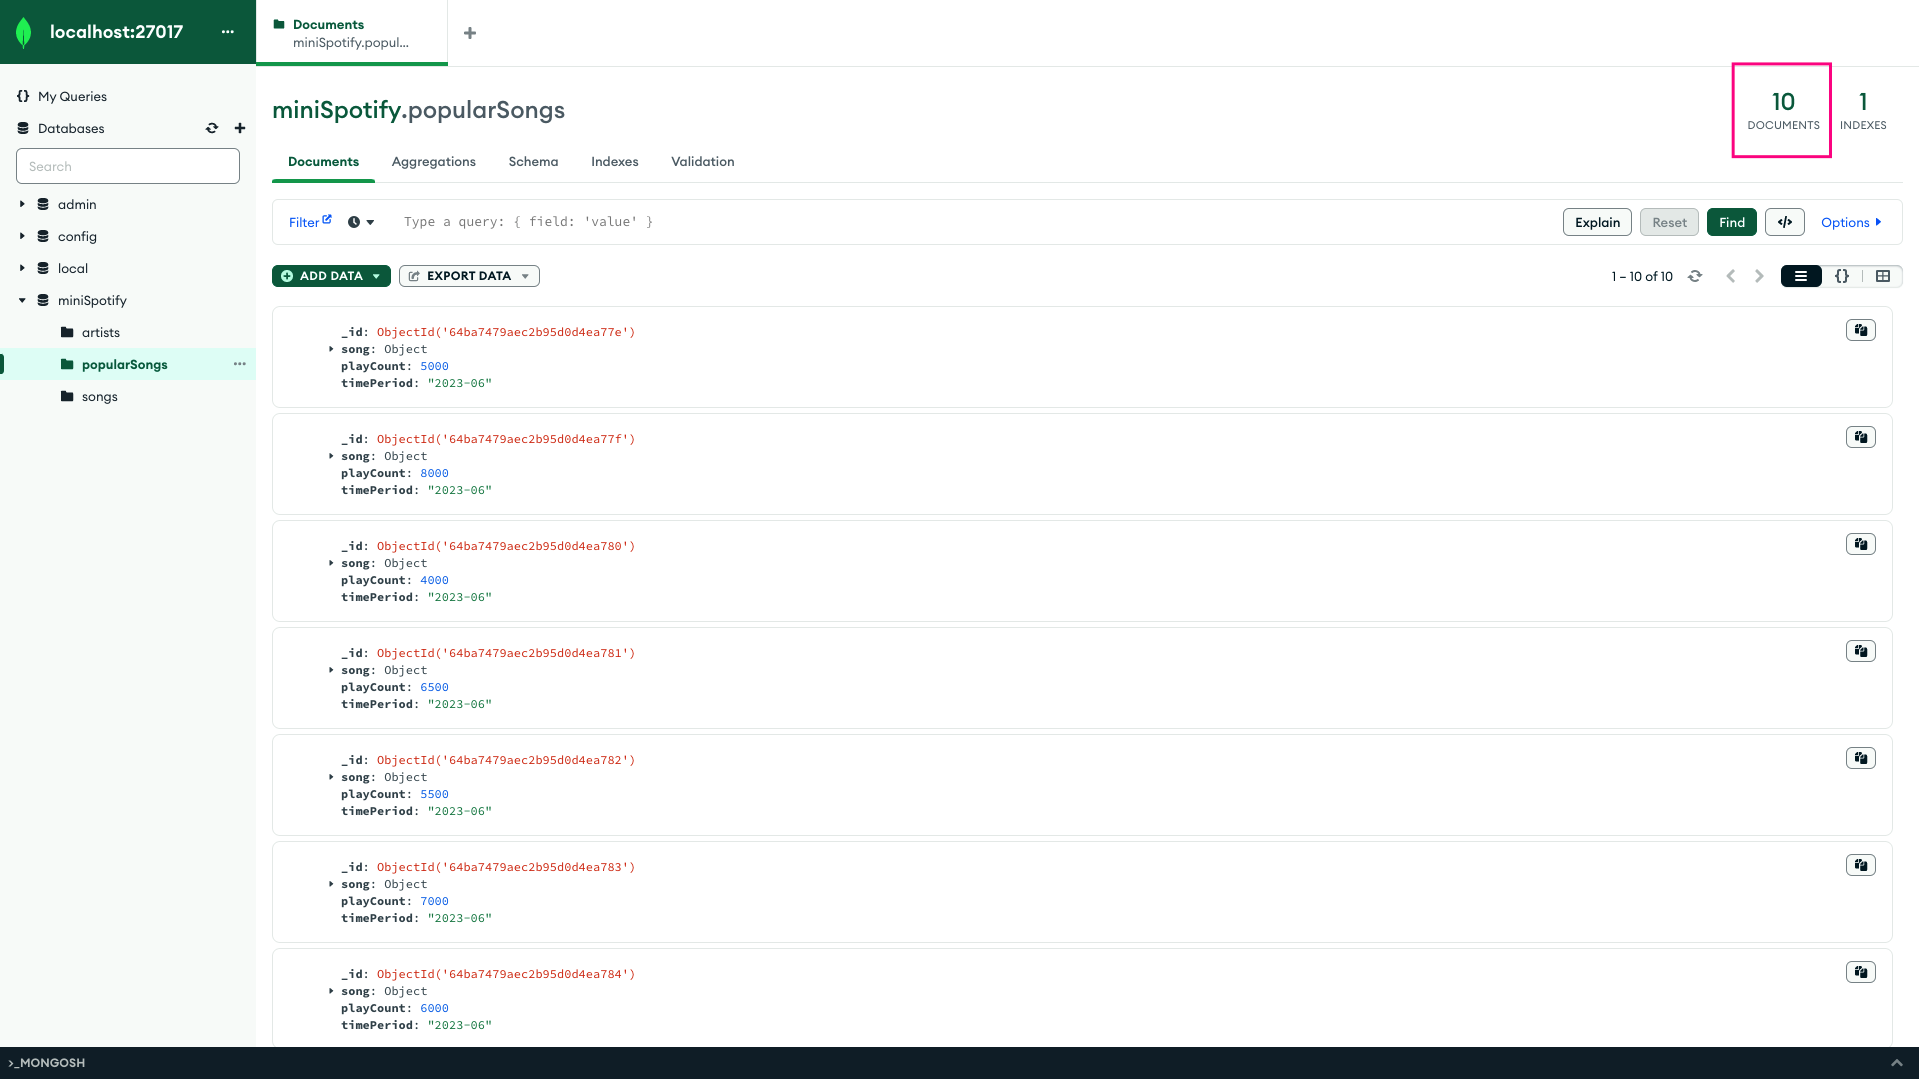 localhost:27017
...
Documents
miniSpotify.popul...
+
{} My Queries
Databases
Search
admin
config
local
miniSpotify
artists
popularSongs
...
songs
miniSpotify.popularSongs
10
DOCUMENTS
1
INDEXES
Documents Aggregations Schema Indexes Validation
Filter
Type a query: { field: 'value' }
Explain Reset Find </> Options
ADD DATA EXPORT DATA
1 – 10 of 10
{}
_id: ObjectId('64ba7479aec2b95d0d4ea77e')
song: Object
playCount: 5000
timePeriod: "2023-06"
_id: ObjectId('64ba7479aec2b95d0d4ea77f')
song: Object
playCount: 8000
timePeriod: "2023-06"
_id: ObjectId('64ba7479aec2b95d0d4ea780')
song: Object
playCount: 4000
timePeriod: "2023-06"
_id: ObjectId('64ba7479aec2b95d0d4ea781')
song: Object
playCount: 6500
timePeriod: "2023-06"
_id: ObjectId('64ba7479aec2b95d0d4ea782')
song: Object
playCount: 5500
timePeriod: "2023-06"
_id: ObjectId('64ba7479aec2b95d0d4ea783')
song: Object
playCount: 7000
timePeriod: "2023-06"
_id: ObjectId('64ba7479aec2b95d0d4ea784')
song: Object
playCount: 6000
timePeriod: "2023-06"
>_MONGOSH